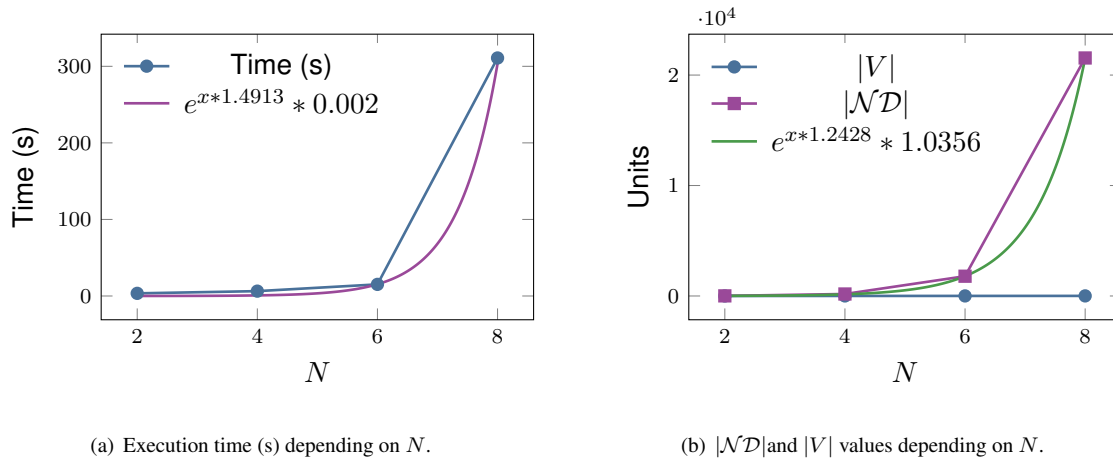 Time (s)
300
200
100
0
Time (s)
e^{x*1.4913} * 0.002
2 4 6 8
N
(a) Execution time (s) depending on N.
·10^4
Units
2
1
0
|V|
|𝒩𝒟|
e^{x*1.2428} * 1.0356
2 4 6 8
N
(b) |𝒩𝒟|and |V| values depending on N.